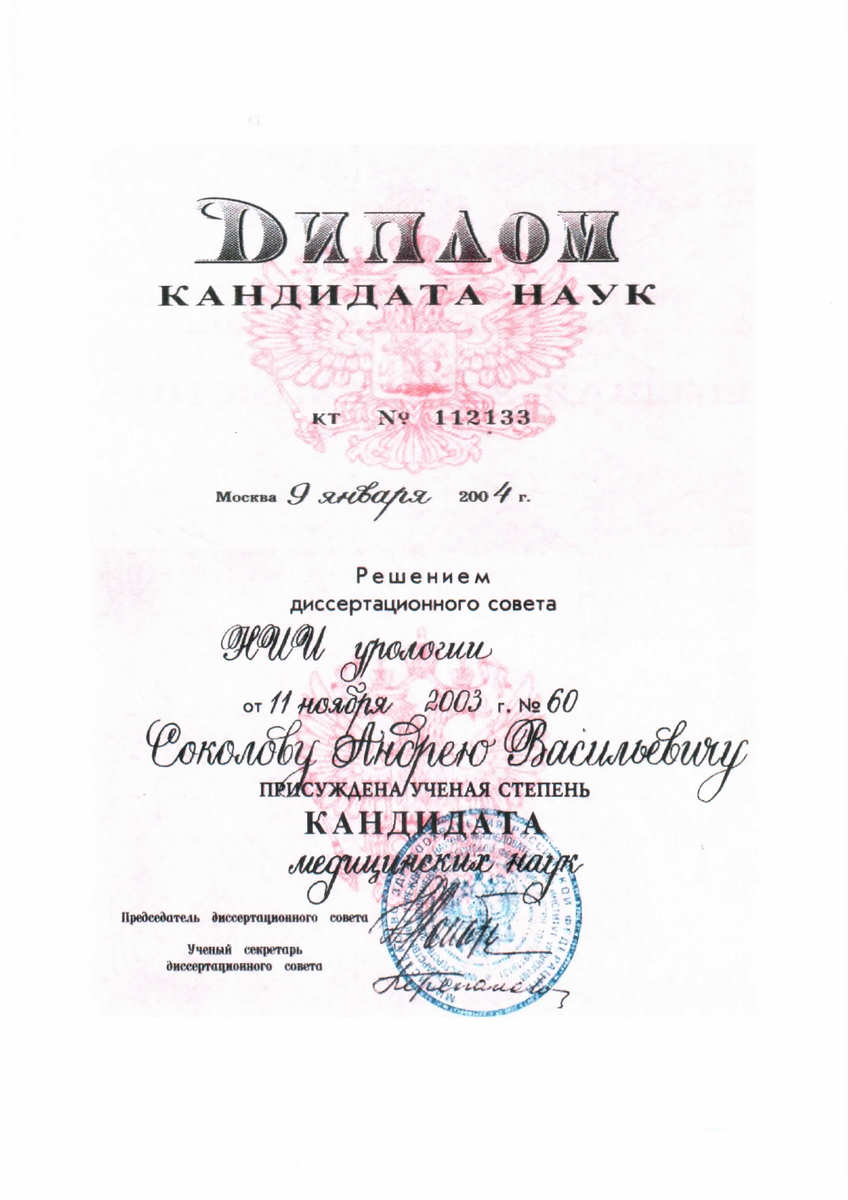 Диплом
КАНДИДАТА НАУК
КТ № 112133
Москва 9 января 2004 г.
Решением
диссертационного совета
НИИ урологии
от 11 ноября 2003 г. № 60
Соколову Андрею Васильевичу
ПРИСУЖДЕНА УЧЕНАЯ СТЕПЕНЬ
КАНДИДАТА
медицинских наук
Председатель диссертационного совета
Ученый секретарь
диссертационного совета